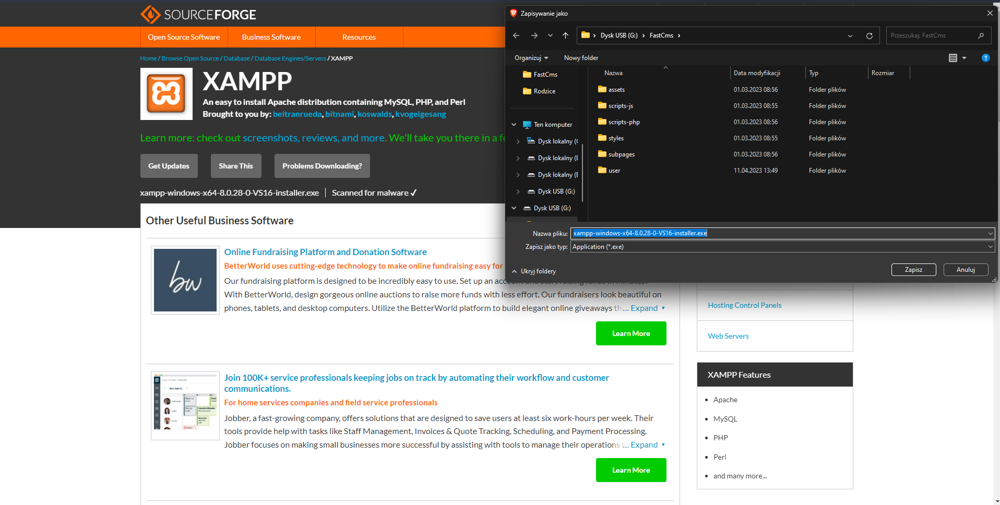 SOURCEFORGE
Open Source Software
Business Software
Resources
Home / Browse Open Source / Database / Database Engines/Servers / XAMPP
XAMPP
An easy to install Apache distribution containing MySQL, PHP, and Perl
Brought to you by: beltranrueda, bitnami, koswalds, kvogelgesang
Learn more: check out screenshots, reviews, and more. We'll take you there in a
Get Updates
Share This
Problems Downloading?
xampp-windows-x64-8.0.28-0-VS16-installer.exe
Scanned for malware ✓
Other Useful Business Software
Online Fundraising Platform and Donation Software
BetterWorld uses cutting-edge technology to make online fundraising easy for
Our fundraising platform is designed to be incredibly easy to use. Set up an account and start raising funds in minutes.
With BetterWorld, design gorgeous online auctions to raise more funds with less effort. Our fundraisers look beautiful on
phones, tablets, and desktop computers. Utilize the BetterWorld platform to build elegant online giveaways th... Expand ▼
Learn More
Join 100K+ service professionals keeping jobs on track by automating their workflow and customer
communications.
For home services companies and field service professionals
Jobber, a fast-growing company, offers solutions that are designed to save users at least six work-hours per week. Their
tools provide help with tasks like Staff Management, Invoices & Quote Tracking, Scheduling, and Payment Processing.
Jobber focuses on making small businesses more successful by assisting with tools to manage their operations ... Expand ▼
Learn More
Zapisywanie jako
Dysk USB (G:) › FastCms ›
Przeszukaj: FastCms
Organizuj
Nowy folder
FastCms
Rodzice
Ten komputer
Dysk lokalny (
Dysk lokalny (
Dysk lokalny (
Dysk USB (G:)
Dysk USB (G:)
Nazwa
Data modyfikacji
Typ
Rozmiar
assets 01.03.2023 08:56 Folder plików
scripts-js 01.03.2023 08:55 Folder plików
scripts-php 01.03.2023 08:56 Folder plików
styles 01.03.2023 08:55 Folder plików
subpages 01.03.2023 08:56 Folder plików
user 11.04.2023 13:49 Folder plików
Nazwa pliku: xampp-windows-x64-8.0.28-0-VS16-installer.exe
Zapisz jako typ: Application (*.exe)
Ukryj foldery
Zapisz
Anuluj
Hosting Control Panels
Web Servers
XAMPP Features
Apache
MySQL
PHP
Perl
and many more...